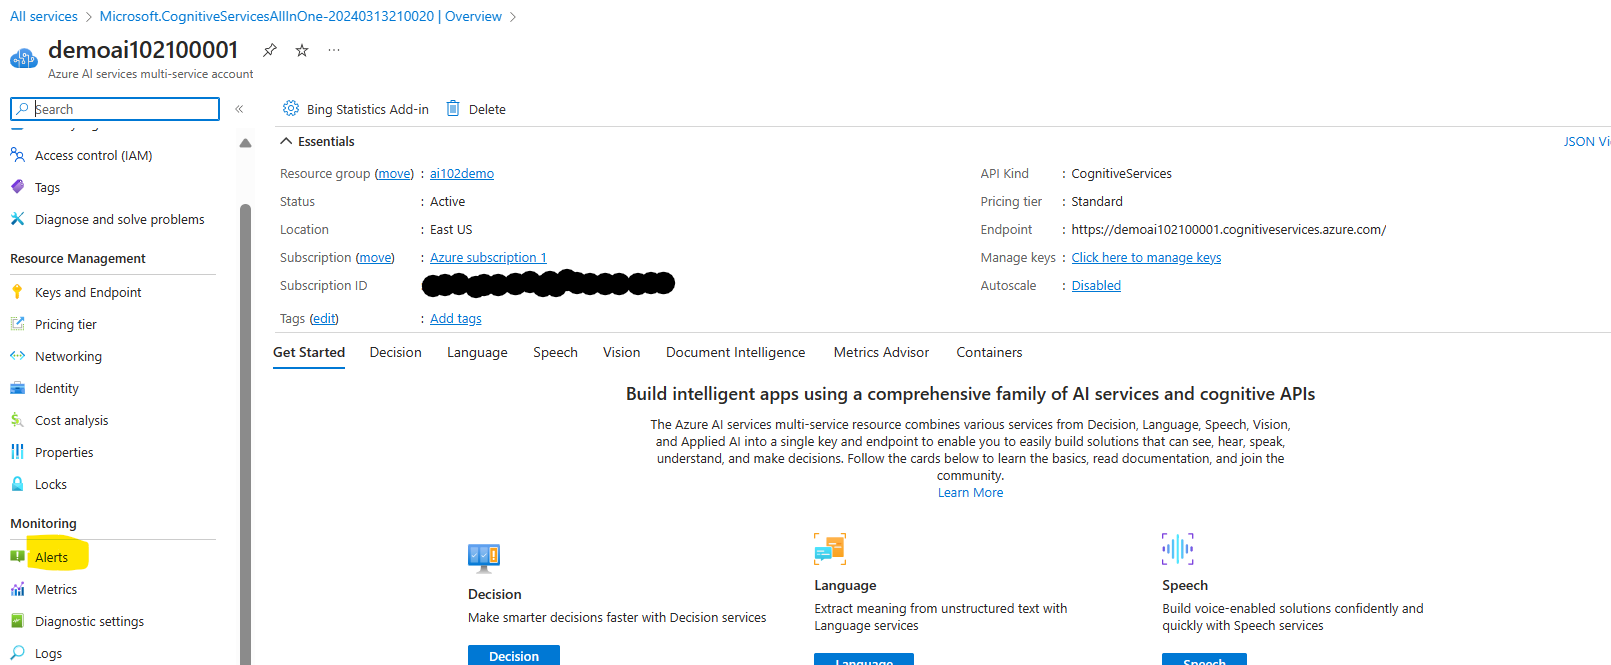 All services > Microsoft.CognitiveServicesAllInOne-20240313210020 | Overview >
demoai102100001
Azure AI services multi-service account
Search
«
Access control (IAM)
Tags
Diagnose and solve problems
Resource Management
Keys and Endpoint
Pricing tier
Networking
Identity
Cost analysis
Properties
Locks
Monitoring
Alerts
Metrics
Diagnostic settings
Logs
Bing Statistics Add-in
Delete
Essentials
JSON Vi
Resource group (move) : ai102demo
Status : Active
Location : East US
Subscription (move) : Azure subscription 1
Subscription ID
Tags (edit) : Add tags
API Kind : CognitiveServices
Pricing tier : Standard
Endpoint : https://demoai102100001.cognitiveservices.azure.com/
Manage keys : Click here to manage keys
Autoscale : Disabled
Get Started Decision Language Speech Vision Document Intelligence Metrics Advisor Containers
Build intelligent apps using a comprehensive family of AI services and cognitive APIs
The Azure AI services multi-service resource combines various services from Decision, Language, Speech, Vision,
and Applied AI into a single key and endpoint to enable you to easily build solutions that can see, hear, speak,
understand, and make decisions. Follow the cards below to learn the basics, read documentation, and join the
community.
Learn More
Decision
Make smarter decisions faster with Decision services
Decision
Language
Extract meaning from unstructured text with
Language services
Language
Speech
Build voice-enabled solutions confidently and
quickly with Speech services
Speech